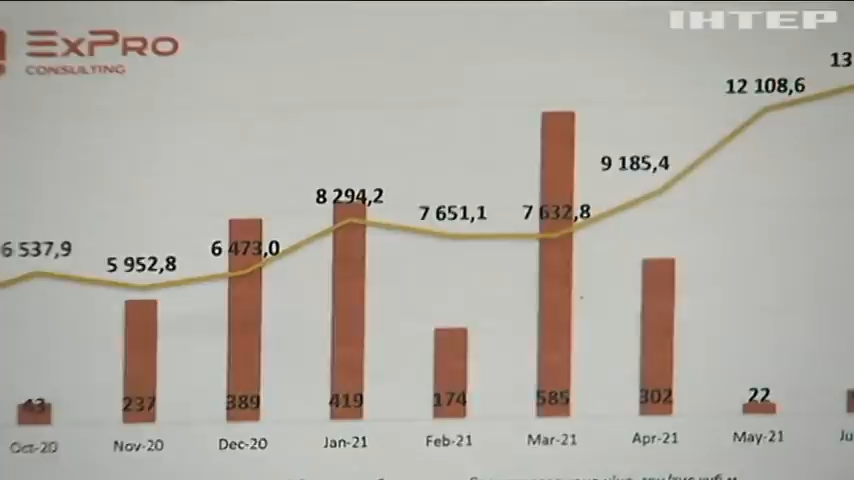 ІНТЕР
ExPro
CONSULTING
13
12 108,6
9 185,4
8 294,2
7 651,1
7 632,8
6 537,9
5 952,8
6 473,0
43
237
389
419
174
585
302
22
Oct-20
Nov-20
Dec-20
Jan-21
Feb-21
Mar-21
Apr-21
May-21
Ju